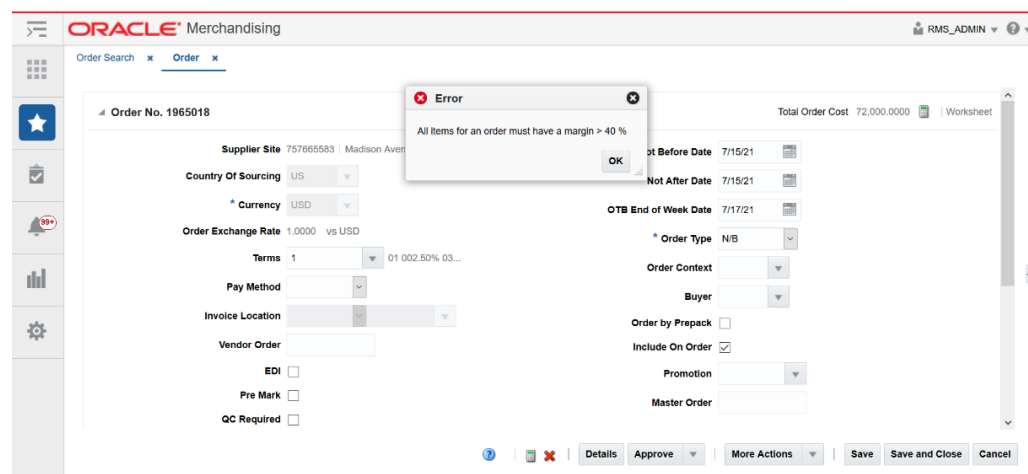 ORACLE Merchandising
RMS_ADMIN
Order Search
Order
99+
Order No. 1965018
Total Order Cost 72,000.0000 Worksheet
Error
All items for an order must have a margin > 40 %
OK
Supplier Site 757665583 Madison
Country Of Sourcing US
* Currency USD
Order Exchange Rate 1.0000 vs USD
Terms 1 01 002.50% 03...
Pay Method
Invoice Location
Vendor Order
EDI
Pre Mark
QC Required
Before Date 7/15/21
Not After Date 7/15/21
OTB End of Week Date 7/17/21
* Order Type N/B
Order Context
Buyer
Order by Prepack
Include On Order
Promotion
Master Order
Details Approve More Actions Save Save and Close Cancel